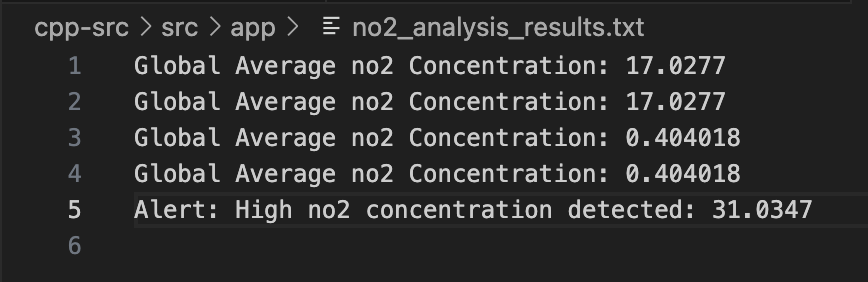 cpp-src > src > app > no2_analysis_results.txt
1 Global Average no2 Concentration: 17.0277
2 Global Average no2 Concentration: 17.0277
3 Global Average no2 Concentration: 0.404018
4 Global Average no2 Concentration: 0.404018
5 Alert: High no2 concentration detected: 31.0347
6